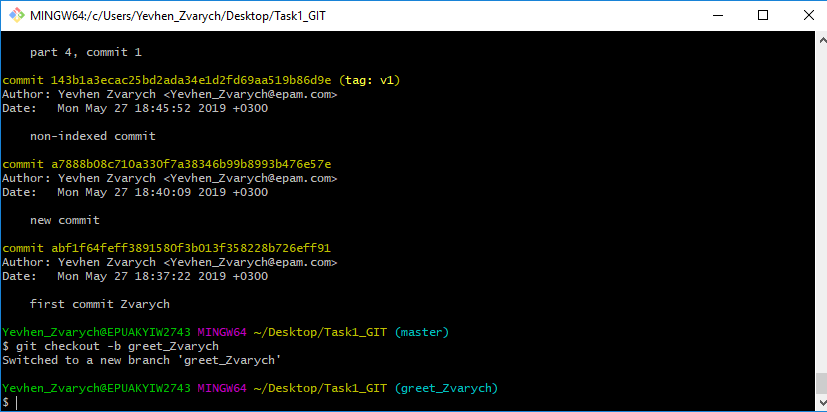 MINGW64:/c/Users/Yevhen_Zvarych/Desktop/Task1_GIT
part 4, commit 1
commit 143b1a3ecac25bd2ada34e1d2fd69aa519b86d9e (tag: v1)
Author: Yevhen Zvarych <Yevhen_Zvarych@epam.com>
Date:   Mon May 27 18:45:52 2019 +0300
non-indexed commit
commit a7888b08c710a330f7a38346b99b8993b476e57e
Author: Yevhen Zvarych <Yevhen_Zvarych@epam.com>
Date:   Mon May 27 18:40:09 2019 +0300
new commit
commit abf1f64feff3891580f3b013f358228b726eff91
Author: Yevhen Zvarych <Yevhen_Zvarych@epam.com>
Date:   Mon May 27 18:37:22 2019 +0300
first commit Zvarych
Yevhen_Zvarych@EPUAKYIW2743 MINGW64 ~/Desktop/Task1_GIT (master)
$ git checkout -b greet_Zvarych
Switched to a new branch 'greet_Zvarych'
Yevhen_Zvarych@EPUAKYIW2743 MINGW64 ~/Desktop/Task1_GIT (greet_Zvarych)
$